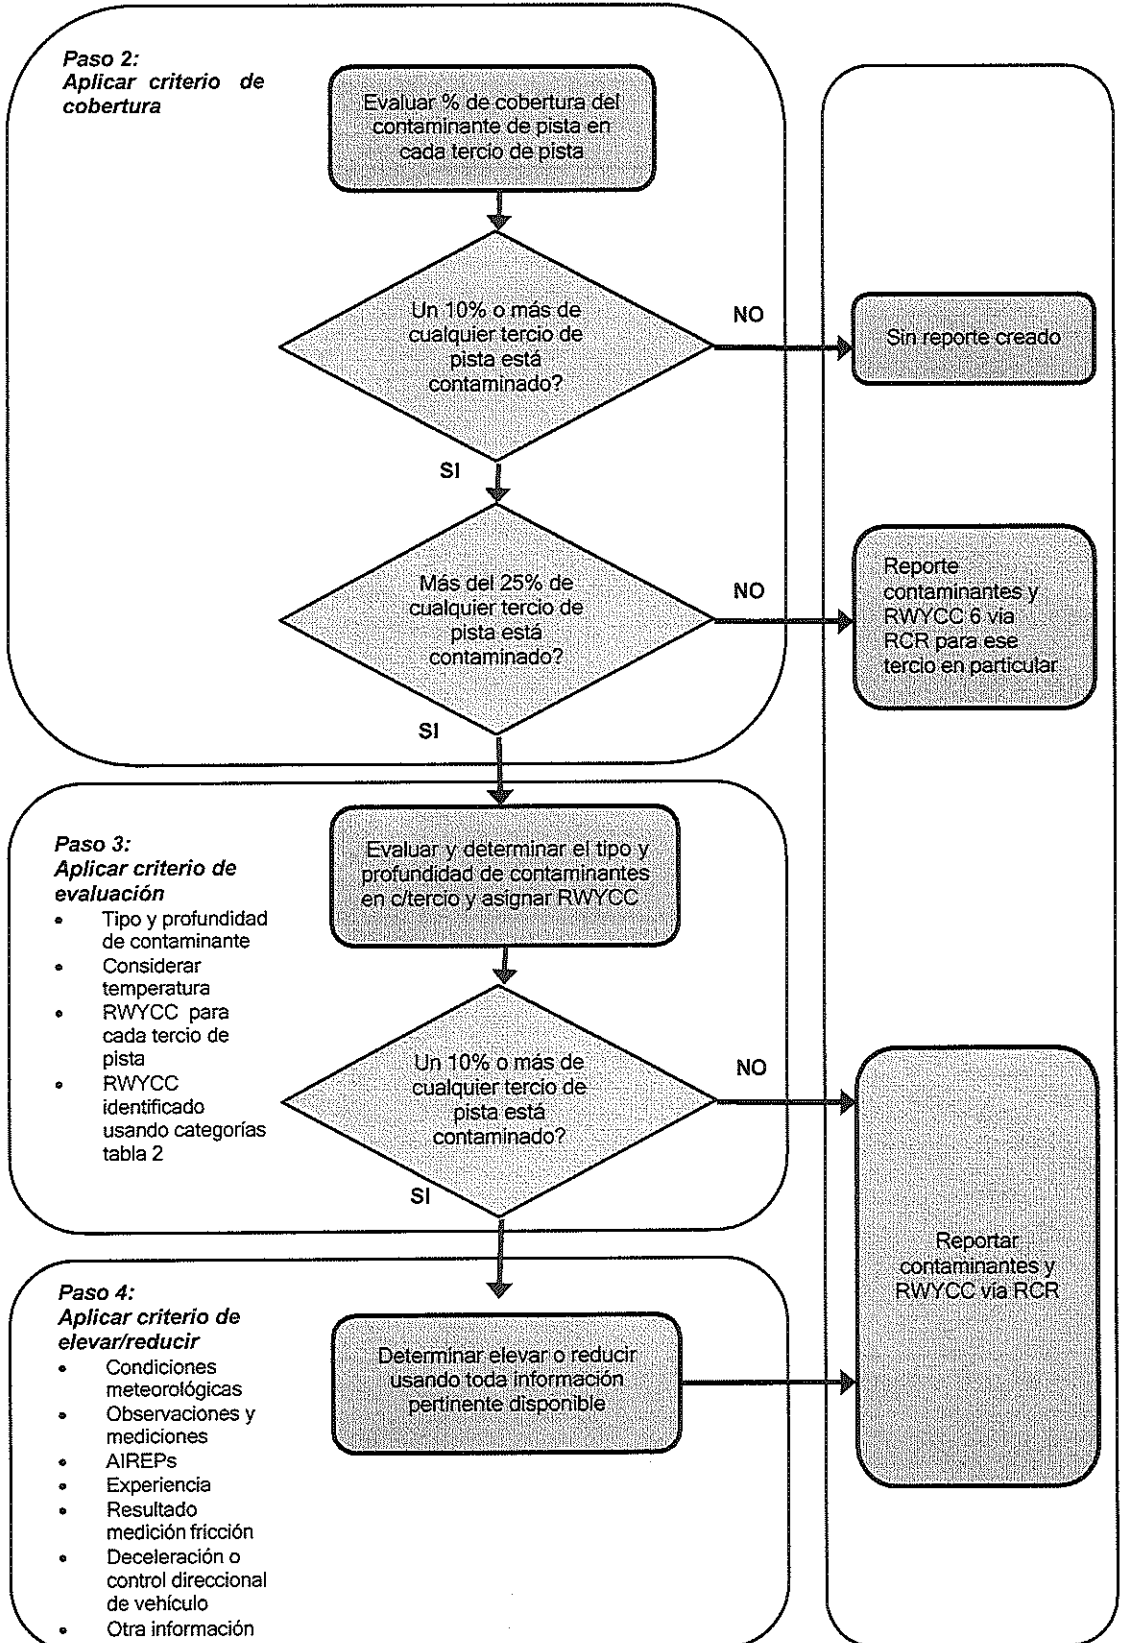 Paso 2:
Aplicar criterio de
cobertura
Evaluar % de cobertura del
contaminante de pista en
cada tercio de pista
Un 10% o más de
cualquier tercio de
pista está
contaminado?
NO
Sin reporte creado
SI
Más del 25% de
cualquier tercio de
pista está
contaminado?
NO
Reporte
contaminantes y
RWYCC 6 vía
RCR para ese
tercio en particular
SI
Paso 3:
Aplicar criterio de
evaluación
• Tipo y profundidad
de contaminante
• Considerar
temperatura
• RWYCC para
cada tercio de
pista
• RWYCC
identificado
usando categorías
tabla 2
Evaluar y determinar el tipo y
profundidad de contaminantes
en c/tercio y asignar RWYCC
Un 10% o más de
cualquier tercio de
pista está
contaminado?
NO
SI
Reportar
contaminantes y
RWYCC vía RCR
Paso 4:
Aplicar criterio de
elevar/reducir
• Condiciones
meteorológicas
• Observaciones y
mediciones
• AIREPs
• Experiencia
• Resultado
medición fricción
• Deceleración o
control direccional
de vehículo
• Otra información
Determinar elevar o reducir
usando toda información
pertinente disponible